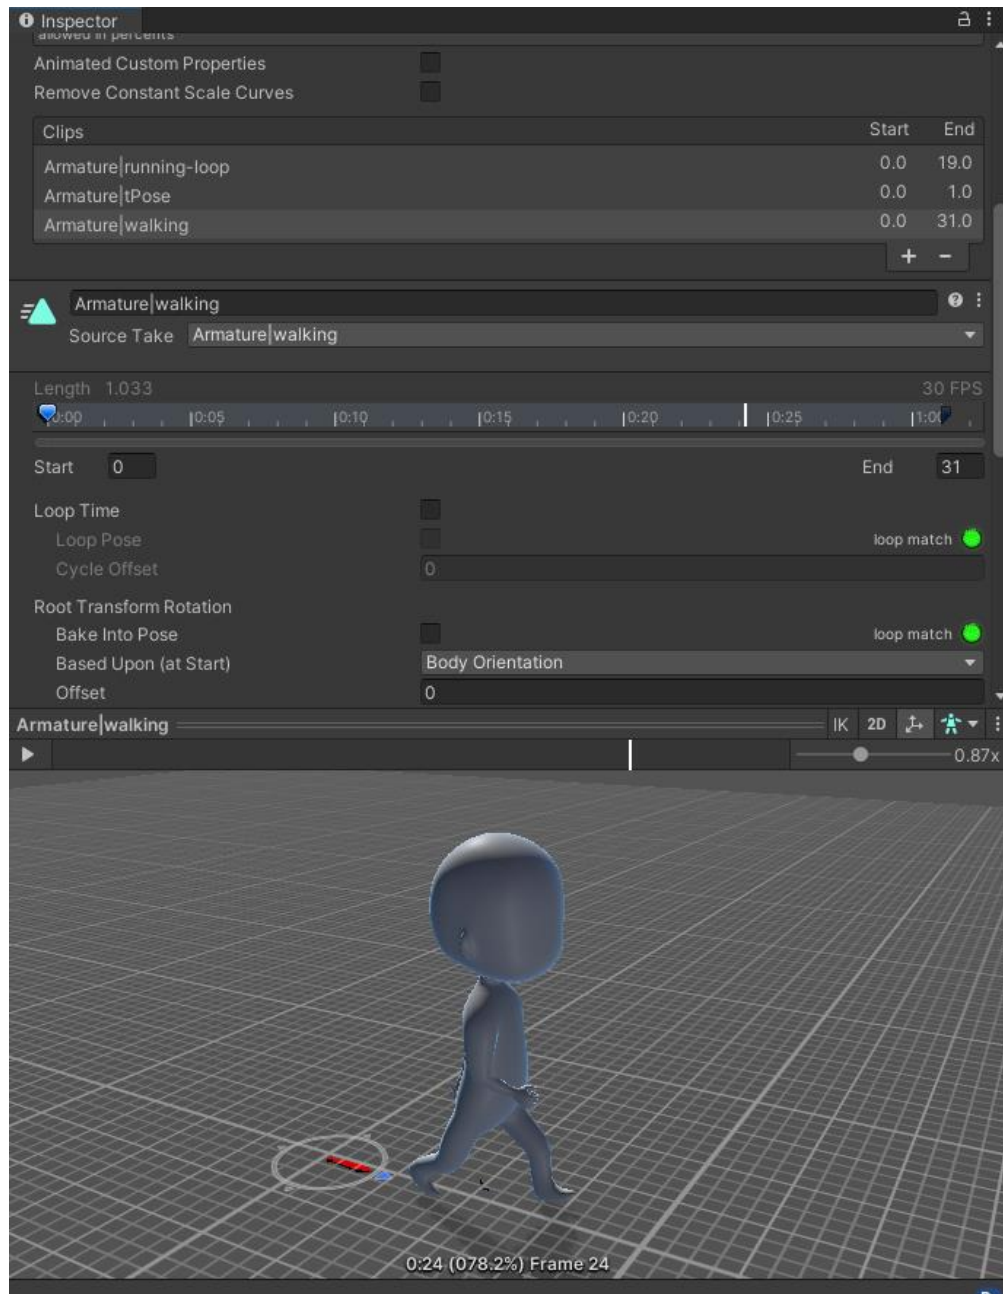 Inspector
allowed in percents
Animated Custom Properties
Remove Constant Scale Curves
Clips Start End
Armature|running-loop 0.0 19.0
Armature|tPose 0.0 1.0
Armature|walking 0.0 31.0
+ -
Armature|walking
Source Take Armature|walking
Length 1.033 30 FPS
0:00 0:05 0:10 0:15 0:20 0:25 1:00
Start 0 End 31
Loop Time
Loop Pose loop match
Cycle Offset 0
Root Transform Rotation
Bake Into Pose loop match
Based Upon (at Start) Body Orientation
Offset 0
Armature|walking IK 2D
0.87x
0:24 (078.2%) Frame 24